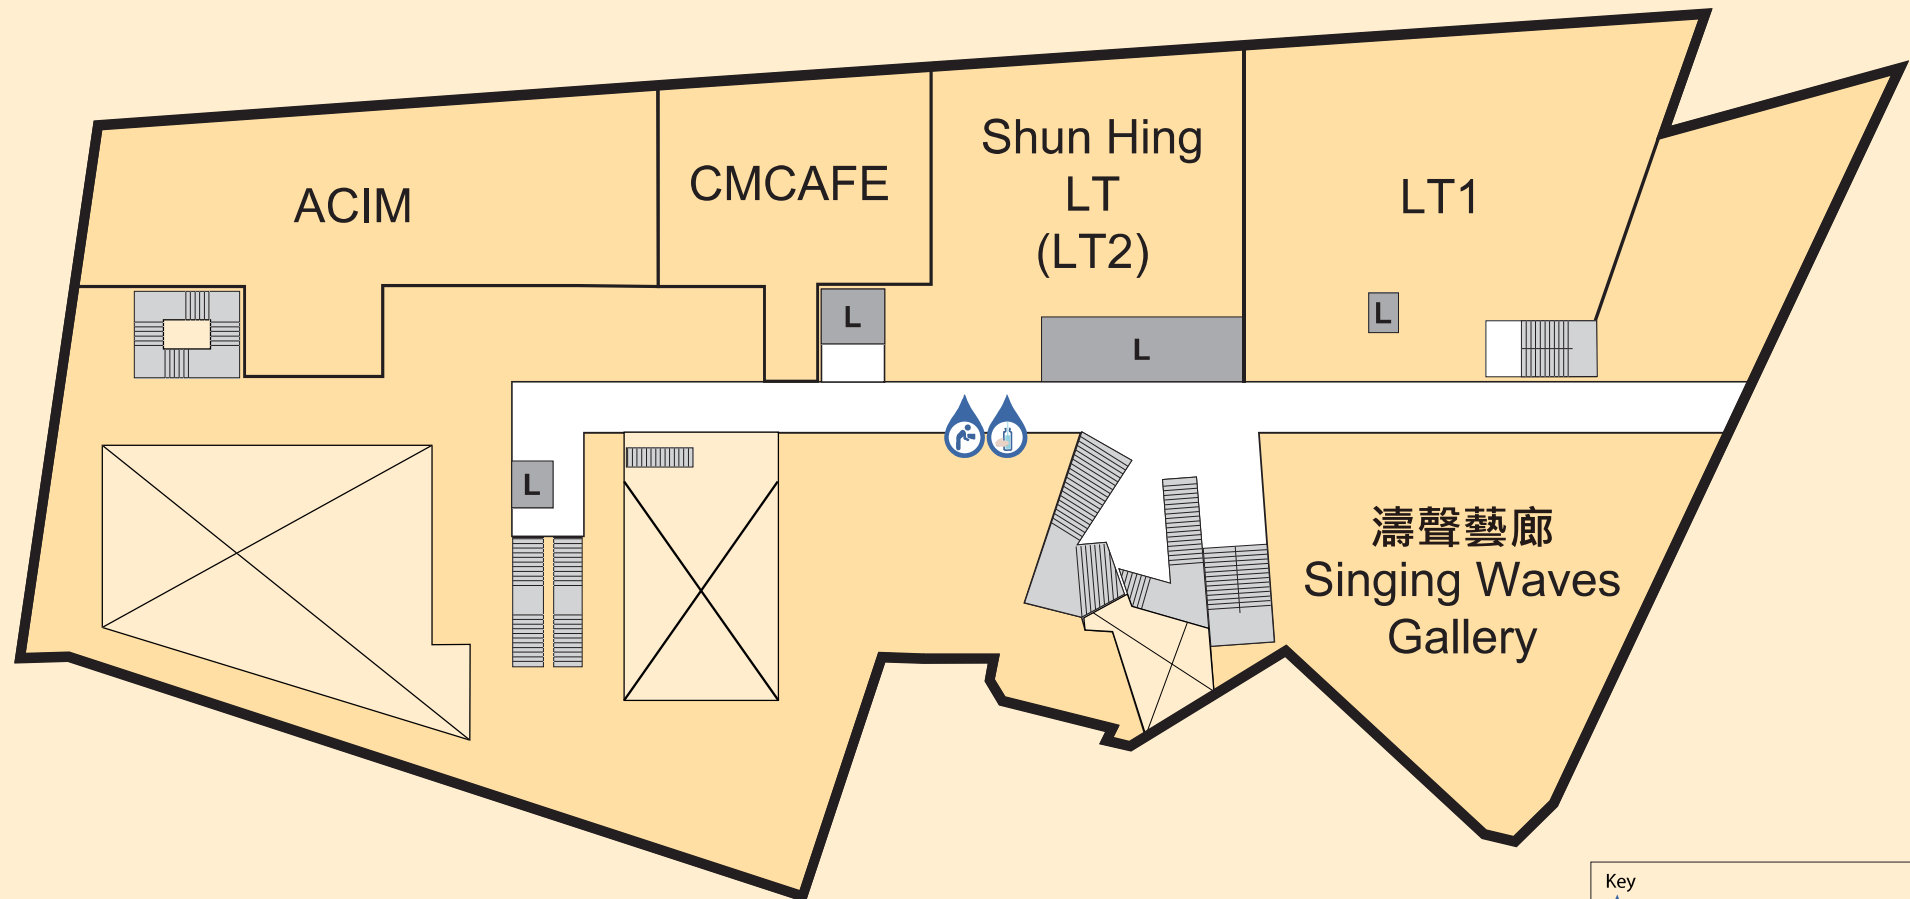 ACIM
CMCAFE
Shun Hing
LT
(LT2)
LT1
L
L
L
L
濤聲藝廊
Singing Waves
Gallery
Key